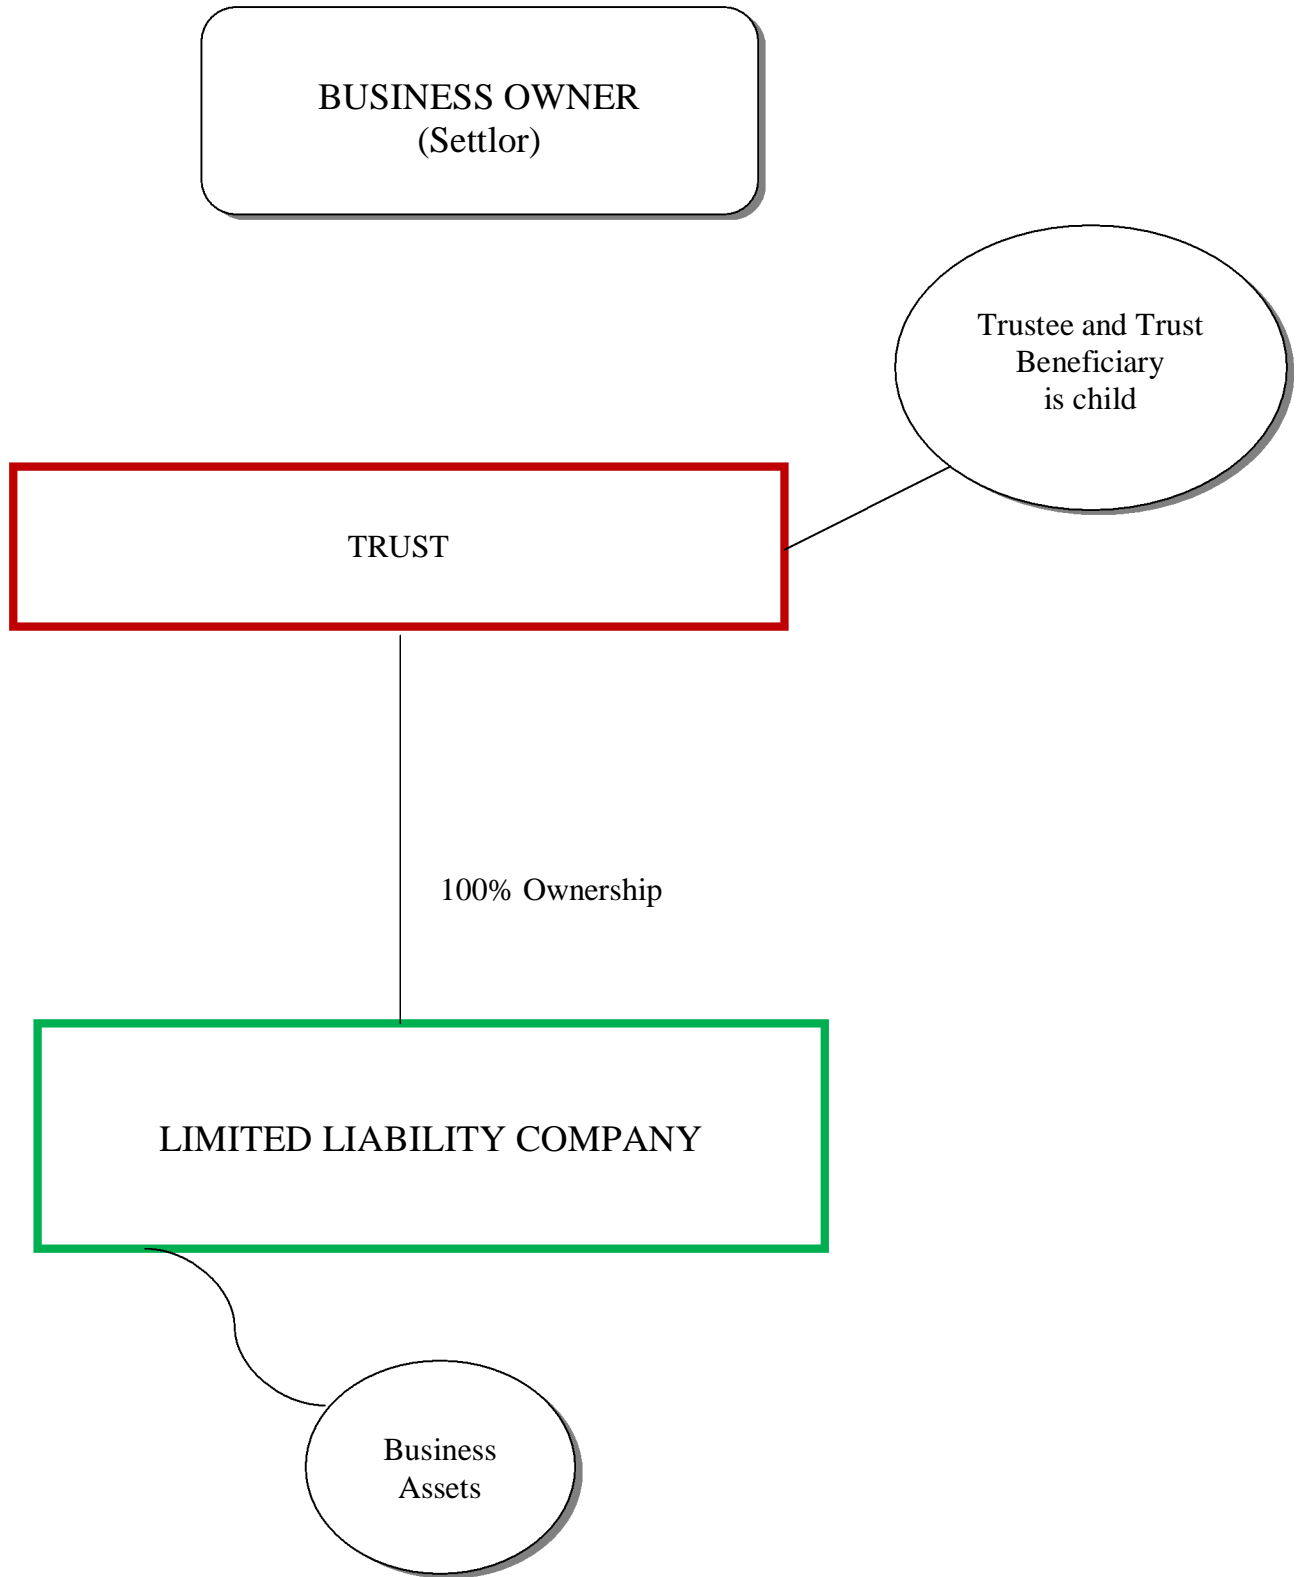 BUSINESS OWNER
(Settlor)
Trustee and Trust
Beneficiary
is child
TRUST
100% Ownership
LIMITED LIABILITY COMPANY
Business
Assets